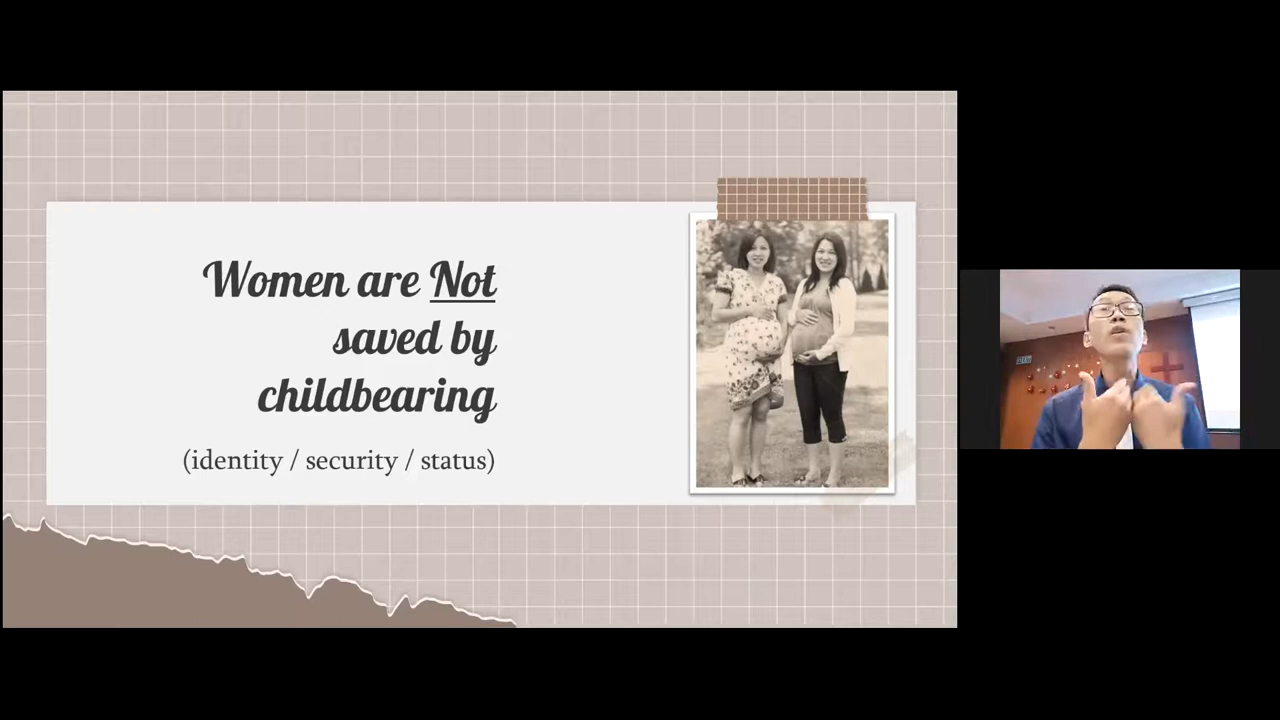 Women are Not
saved by
childbearing
(identity / security / status)